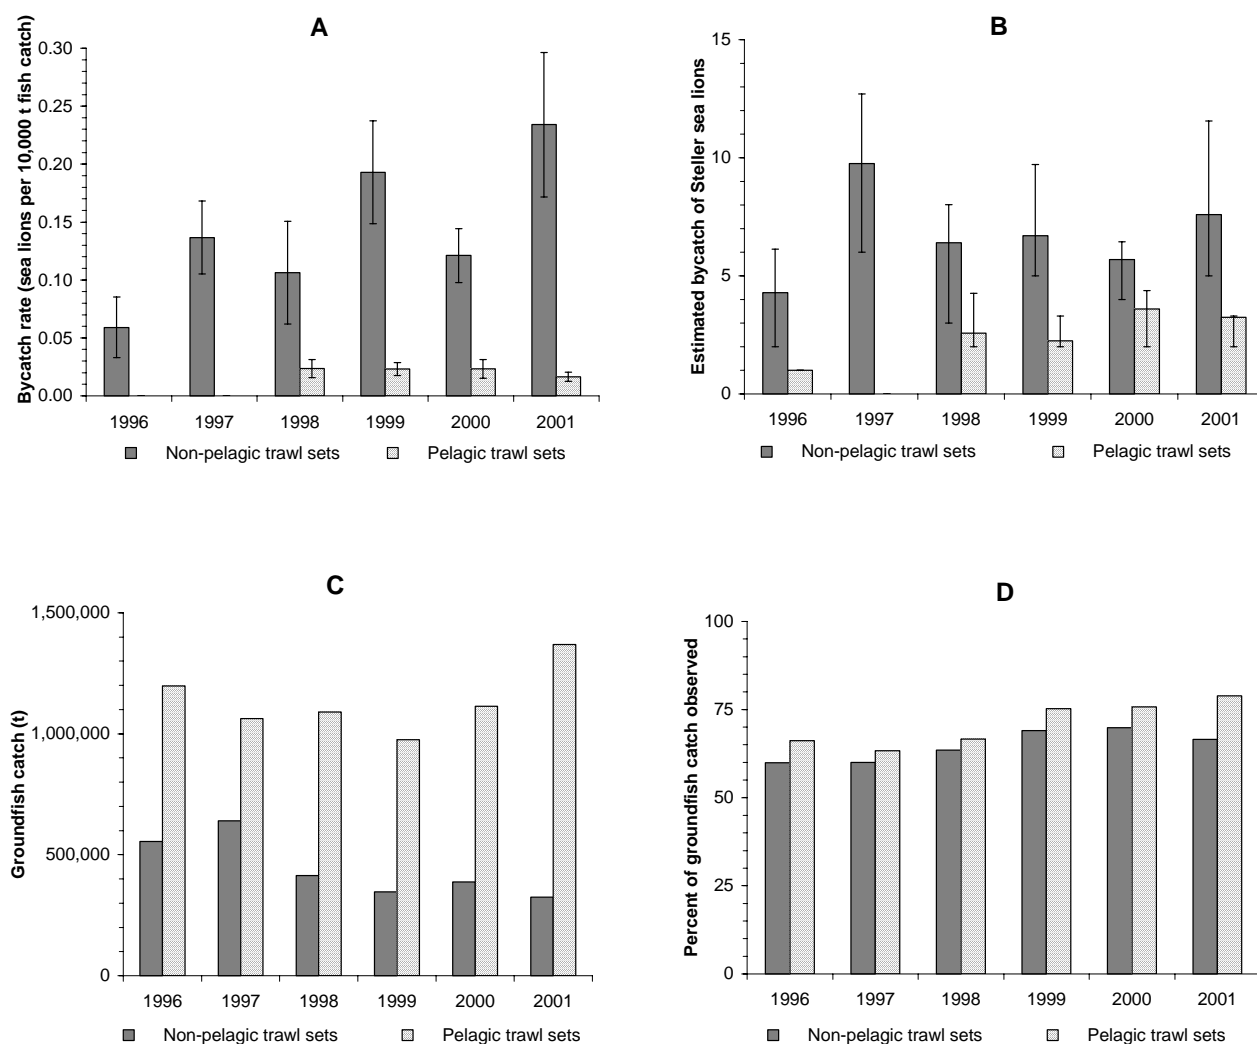 A
Bycatch rate (sea lions per 10,000 t fish catch)
0.30
0.25
0.20
0.15
0.10
0.05
0.00
1996 1997 1998 1999 2000 2001
Non-pelagic trawl sets Pelagic trawl sets
B
Estimated bycatch of Steller sea lions
15
10
5
0
1996 1997 1998 1999 2000 2001
Non-pelagic trawl sets Pelagic trawl sets
C
Groundfish catch (t)
1,500,000
1,000,000
500,000
0
1996 1997 1998 1999 2000 2001
Non-pelagic trawl sets Pelagic trawl sets
D
Percent of groundfish catch observed
100
75
50
25
0
1996 1997 1998 1999 2000 2001
Non-pelagic trawl sets Pelagic trawl sets